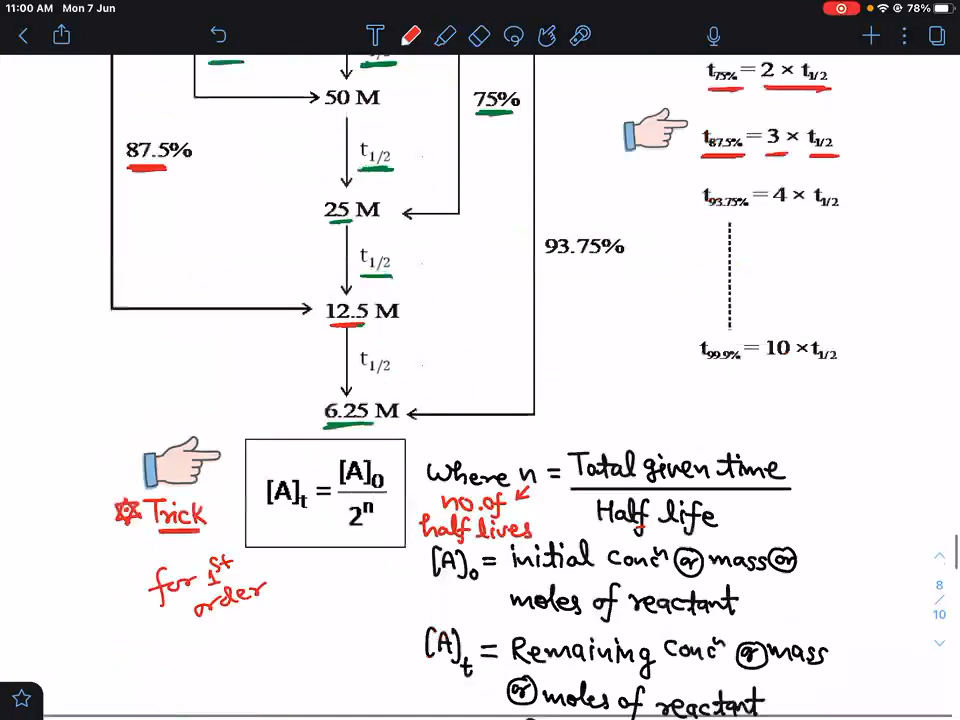 11:00 AM Mon 7 Jun
78%
t75% = 2 × t1/2
50 M
75%
t87.5% = 3 × t1/2
87.5%
t1/2
t93.75% = 4 × t1/2
25 M
93.75%
t1/2
12.5 M
t99.9% = 10 × t1/2
t1/2
6.25 M
[A]t = [A]0 / 2^n
Where n = Total given time / Half life
no. of
half lives
Trick
for 1st
order
[A]o = initial concn or mass or
moles of reactant
[A]t = Remaining concn or mass
or moles of reactant
8
/
10